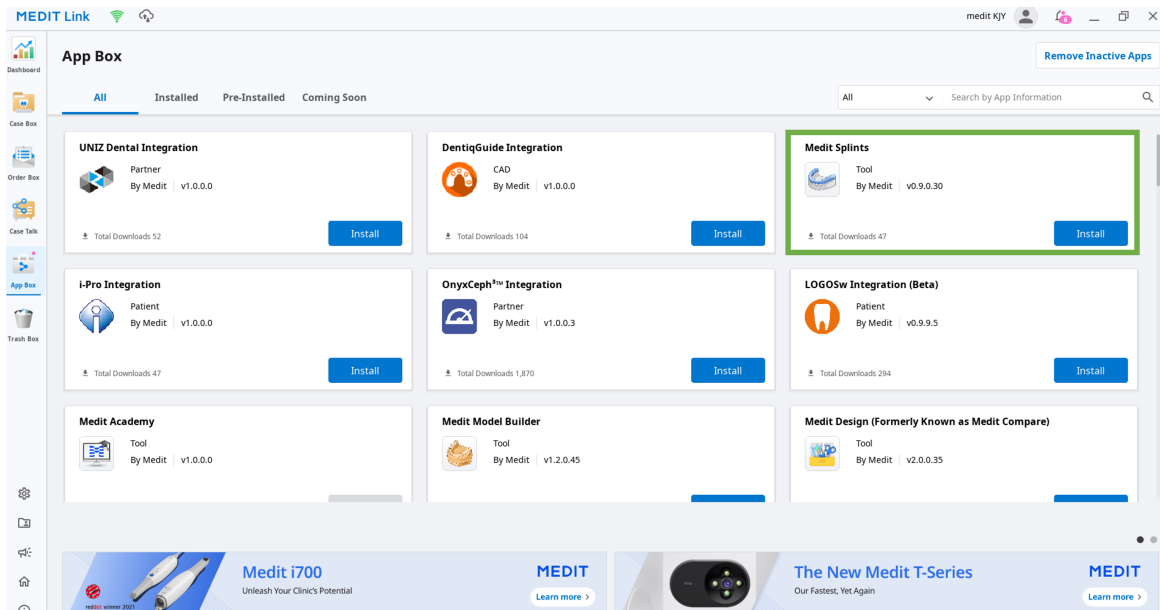 MEDIT Link
medit KJY
6
Dashboard
Case Box
Order Box
Case Talk
App Box
Trash Box
App Box
Remove Inactive Apps
All
Installed
Pre-Installed
Coming Soon
All
Search by App Information
UNIZ Dental Integration
Partner
By Medit v1.0.0.0
Total Downloads 52
Install
DentiqGuide Integration
CAD
By Medit v1.0.0.0
Total Downloads 104
Install
Medit Splints
Tool
By Medit v0.9.0.30
Total Downloads 47
Install
i-Pro Integration
Patient
By Medit v1.0.0.0
Total Downloads 47
Install
OnyxCeph³™ Integration
Partner
By Medit v1.0.0.3
Total Downloads 1,870
Install
LOGOSw Integration (Beta)
Patient
By Medit v0.9.9.5
Total Downloads 294
Install
Medit Academy
Tool
By Medit v1.0.0.0
Medit Model Builder
Tool
By Medit v1.2.0.45
Medit Design (Formerly Known as Medit Compare)
Tool
By Medit v2.0.0.35
reddot winner 2021
Medit i700
Unleash Your Clinic's Potential
MEDIT
Learn more >
The New Medit T-Series
Our Fastest, Yet Again
MEDIT
Learn more >